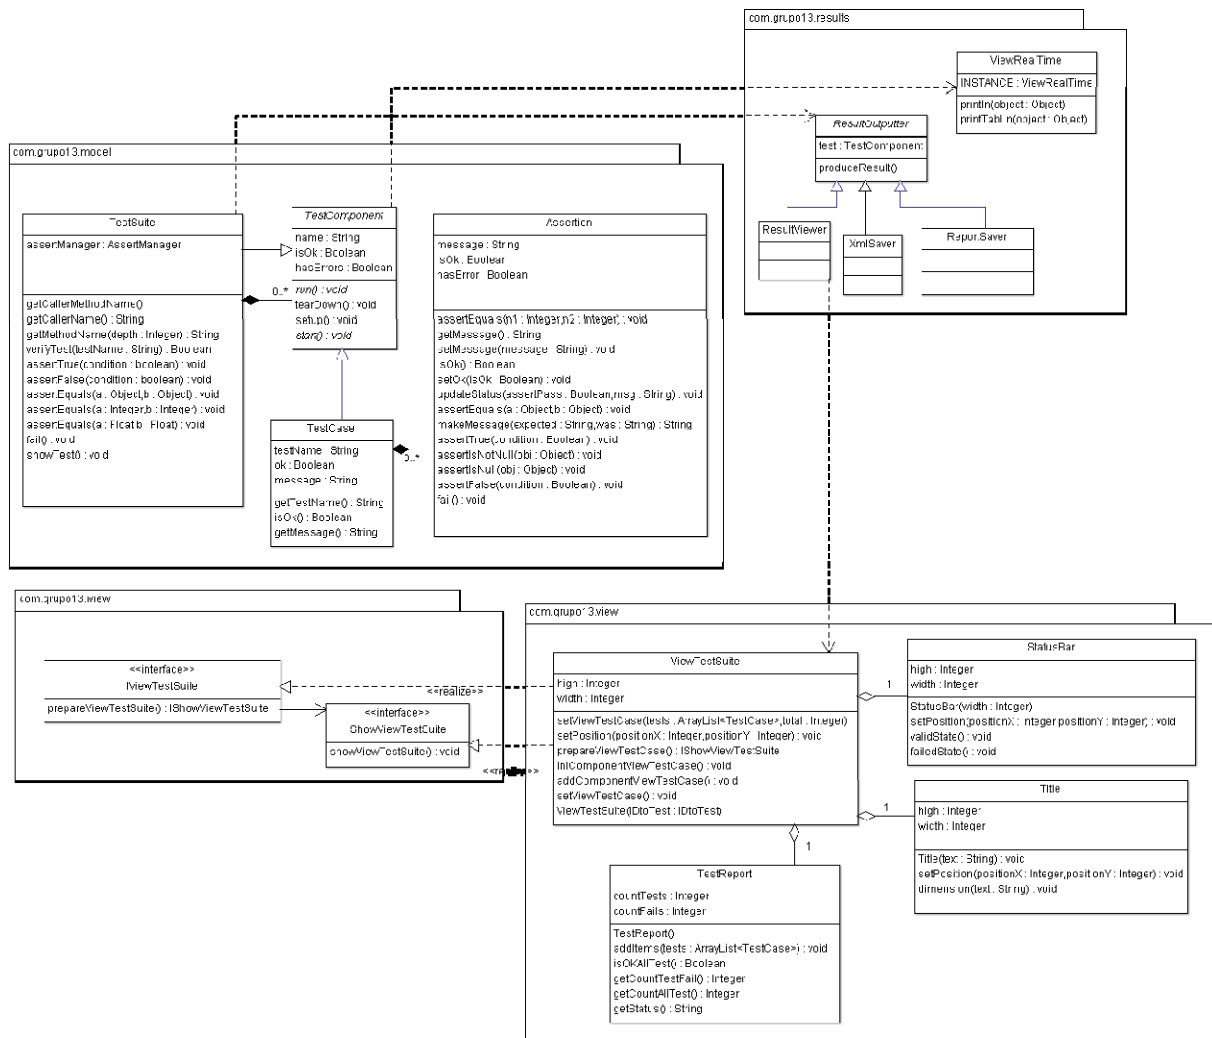 com.grupo13.results
ViewRealTime
INSTANCE : ViewRealTime
println(object : Object)
printTabLn(object : Object)
ResultOutputter
test : TestComponent
produceResult()
ResultViewer
XmlSaver
ReportSaver
com.grupo13.model
TestSuite
assertManager : AssertManager
getCallerMethodName()
getCallerName() : String
getMethodName(depth : Integer) : String
verifyTest(testName : String) : Boolean
assertTrue(condition : boolean) : void
assertFalse(condition : boolean) : void
assertEquals(a : Object,b : Object) : void
assertEquals(a : Integer,b : Integer) : void
assertEquals(a : Float,b : Float) : void
fail() : void
showTest() : void
TestComponent
name : String
isOk : Boolean
hasErrors : Boolean
run() : void
tearDown() : void
setup() : void
start() : void
0..*
TestCase
testName : String
ok : Boolean
message : String
getTestName() : String
isOk() : Boolean
getMessage() : String
0..*
Assertion
message : String
isOk : Boolean
hasError : Boolean
assertEquals(n1 : Integer,n2 : Integer) : void
getMessage() : String
setMessage(message : String) : void
isOk() : Boolean
setOk(isOk : Boolean) : void
updateStatus(assertPass : Boolean,msg : String) : void
assertEquals(a : Object,b : Object) : void
makeMessage(expected : String,was : String) : String
assertTrue(condition : Boolean) : void
assertIsNotNull(obj : Object) : void
assertIsNull(obj : Object) : void
assertFalse(condition : Boolean) : void
fail() : void
com.grupo13.view
<<interface>>
IViewTestSuite
prepareViewTestSuite() : IShowViewTestSuite
<<interface>>
ShowViewTestSuite
showViewTestSuite() : void
<<realize>>
com.grupo13.view
ViewTestSuite
high : Integer
width : Integer
setViewTestCase(tests : ArrayList<TestCase>,total : Integer)
setPosition(positionX : Integer,positionY : Integer) : void
prepareViewTestCase() : IShowViewTestSuite
iniComponentViewTestCase() : void
addComponentViewTestCase() : void
setViewTestCase() : void
ViewTestSuite(IDtoTest : IDtoTest)
1
StatusBar
high : Integer
width : Integer
StatusBar(width : Integer)
setPosition(positionX : Integer,positionY : Integer) : void
validState() : void
failedState() : void
1
Title
high : Integer
width : Integer
Title(text : String) : void
setPosition(positionX : Integer,positionY : Integer) : void
dimension(text : String) : void
1
TestReport
countTests : Integer
countFails : Integer
TestReport()
addItems(tests : ArrayList<TestCase>) : void
isOKAllTest() : Boolean
getCountTestFail() : Integer
getCountAllTest() : Integer
getStatus() : String